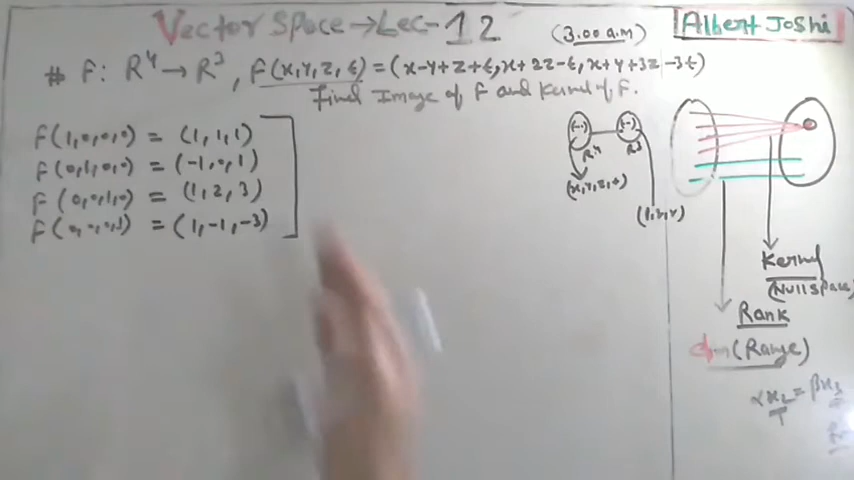 Vector Space → Lec-12
(3.00 a.m)
Albert Joshi
# F: R⁴ → R³, F(x,y,z,t) = (x-y+z+t, x+2z-t, x+y+3z-3t)
Find Image of F and Kernel of F.
F(1,0,0,0) = (1,1,1)
F(0,1,0,0) = (-1,0,1)
F(0,0,1,0) = (1,2,3)
F(0,0,0,1) = (1,-1,-3)
(--) (--)
R⁴ R³
(x,y,z,t)
Kernel
(Null Space)
Rank
dim(Range)